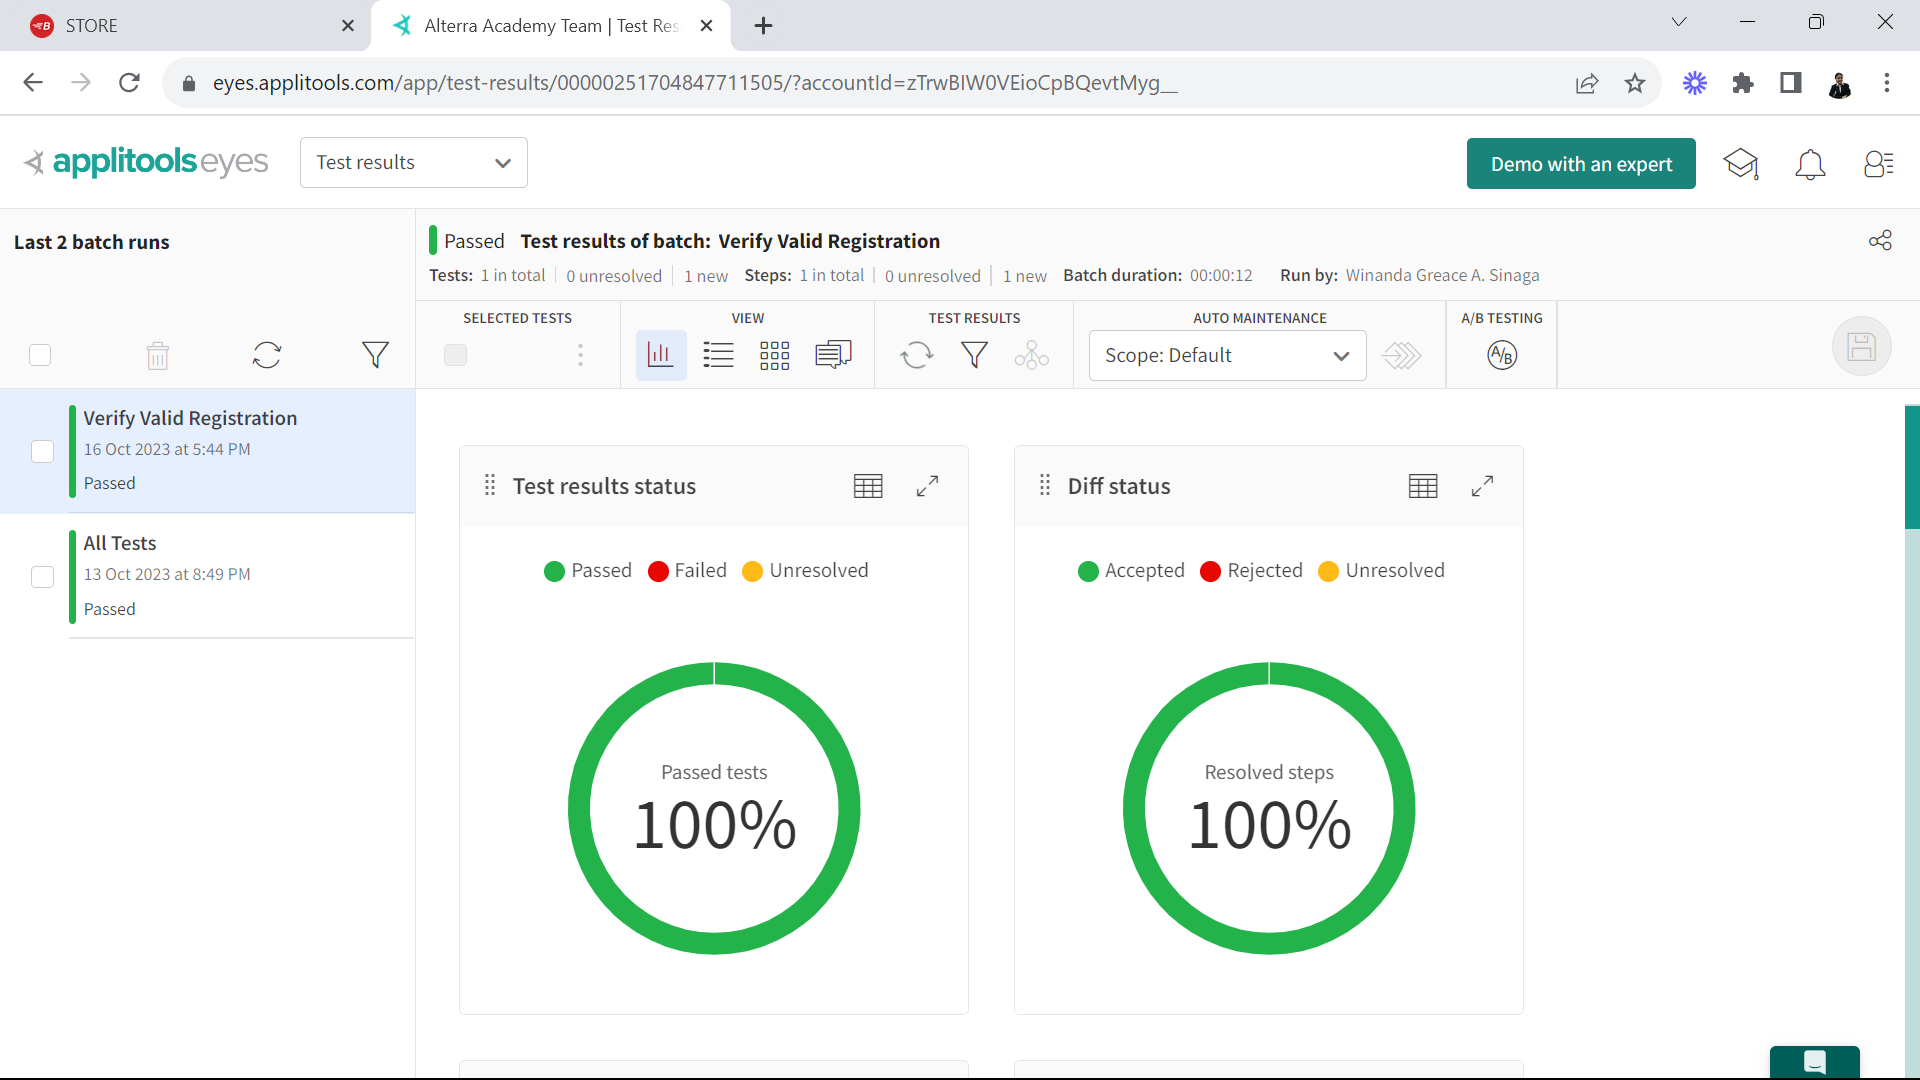 STORE
Alterra Academy Team | Test Res
eyes.applitools.com/app/test-results/00000251704847711505/?accountId=zTrwBIW0VEioCpBQevtMyg__
applitools eyes
Test results
Demo with an expert
Last 2 batch runs
Passed Test results of batch: Verify Valid Registration
Tests: 1 in total 0 unresolved 1 new Steps: 1 in total 0 unresolved 1 new Batch duration: 00:00:12 Run by: Winanda Greace A. Sinaga
SELECTED TESTS VIEW TEST RESULTS AUTO MAINTENANCE A/B TESTING
Scope: Default
A/B
Verify Valid Registration
16 Oct 2023 at 5:44 PM
Passed
All Tests
13 Oct 2023 at 8:49 PM
Passed
Test results status
Passed Failed Unresolved
Passed tests
100%
Diff status
Accepted Rejected Unresolved
Resolved steps
100%